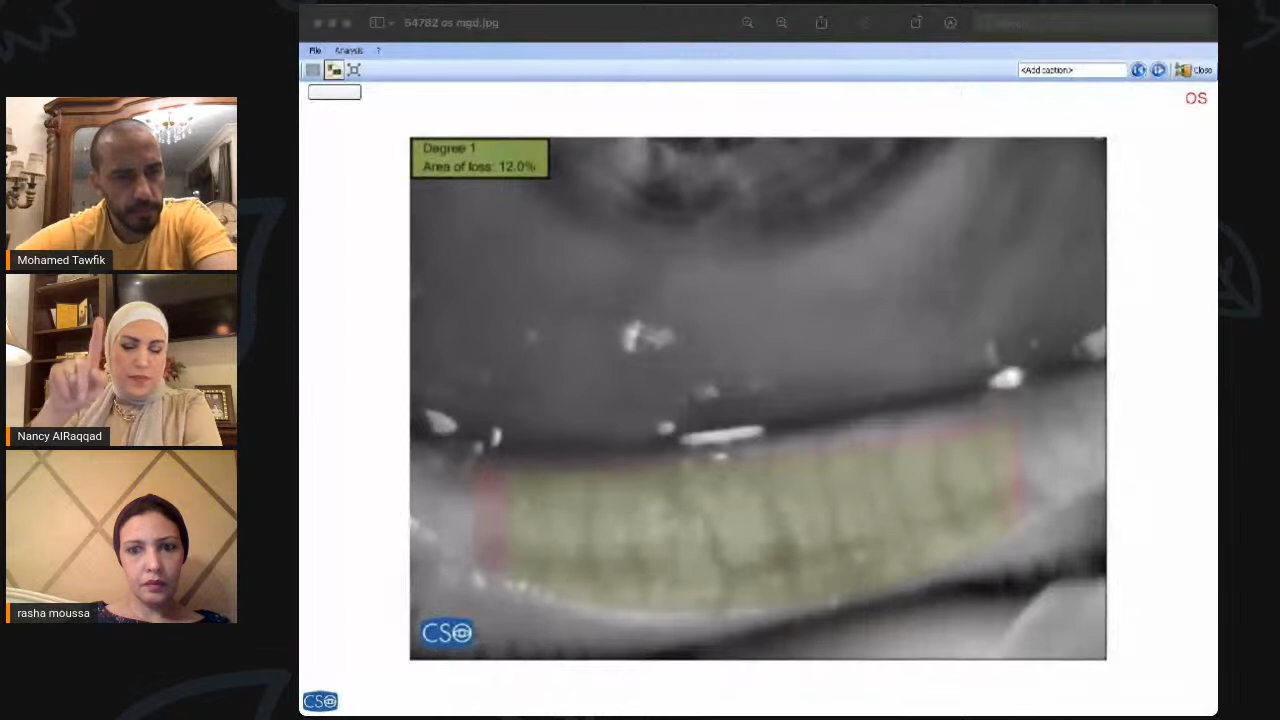 54782 os mgd.jpg
File Analysis ?
<Add caption>
Close
OS
Degree 1
Area of loss: 12.0%
Mohamed Tawfik
Nancy AlRaqqad
rasha moussa
CSO
CSO